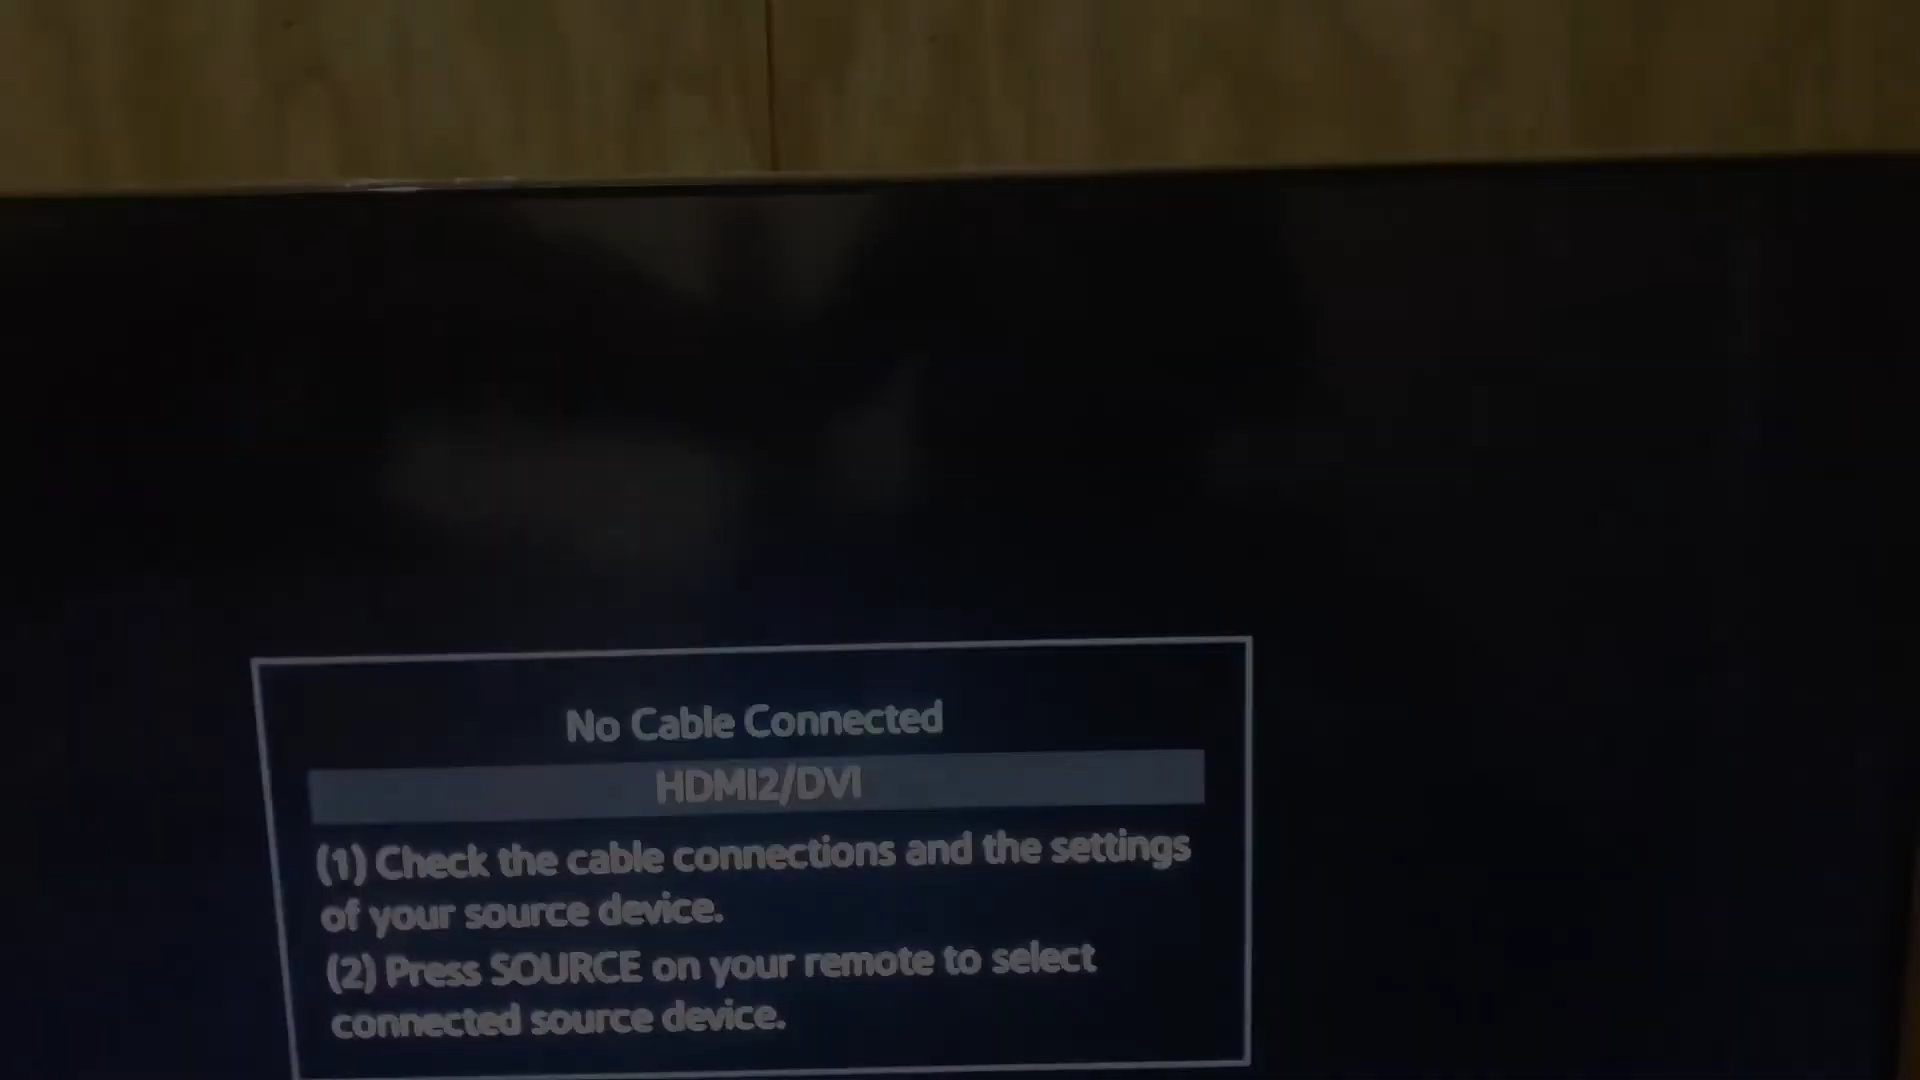 No Cable Connected
HDMI2/DVI
(1) Check the cable connections and the settings
of your source device.
(2) Press SOURCE on your remote to select
connected source device.